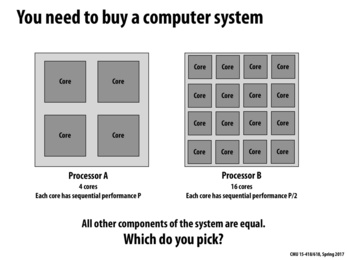 You need to buy a computer system
Core Core
Core Core
Core Core Core Core
Core Core Core Core
Core Core Core Core
Core Core Core Core
Processor A
4 cores
Each core has sequential performance P
Processor B
16 cores
Each core has sequential performance P/2
All other components of the system are equal.
Which do you pick?
CMU 15-418/618, Spring 2017